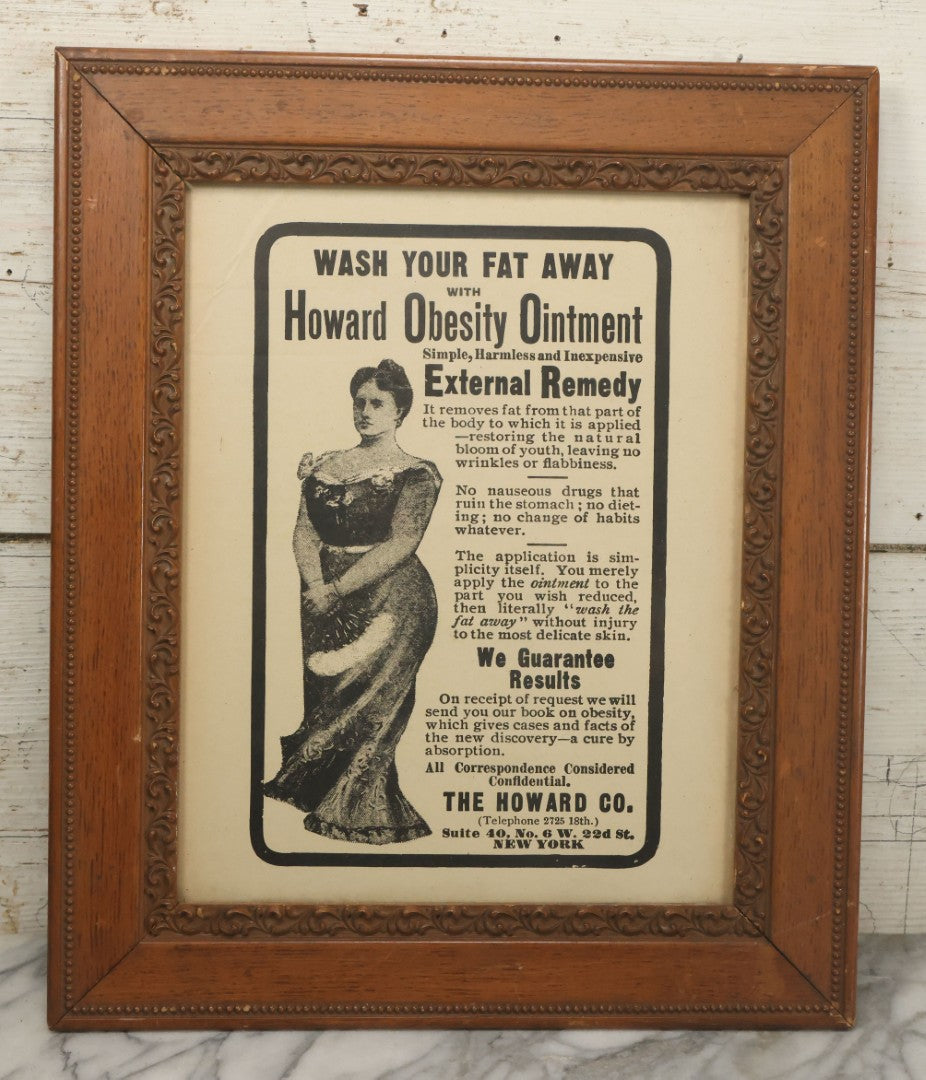 WASH YOUR FAT AWAY
WITH
Howard Obesity Ointment
Simple, Harmless and Inexpensive
External Remedy
It removes fat from that part of
the body to which it is applied
—restoring the natural
bloom of youth, leaving no
wrinkles or flabbiness.
No nauseous drugs that
ruin the stomach; no diet-
ing; no change of habits
whatever.
The application is sim-
plicity itself. You merely
apply the ointment to the
part you wish reduced,
then literally "wash the
fat away" without injury
to the most delicate skin.
We Guarantee
Results
On receipt of request we will
send you our book on obesity,
which gives cases and facts of
the new discovery—a cure by
absorption.
All Correspondence Considered
Confidential.
THE HOWARD CO.
(Telephone 2725 18th.)
Suite 40, No. 6 W. 22d St.
NEW YORK